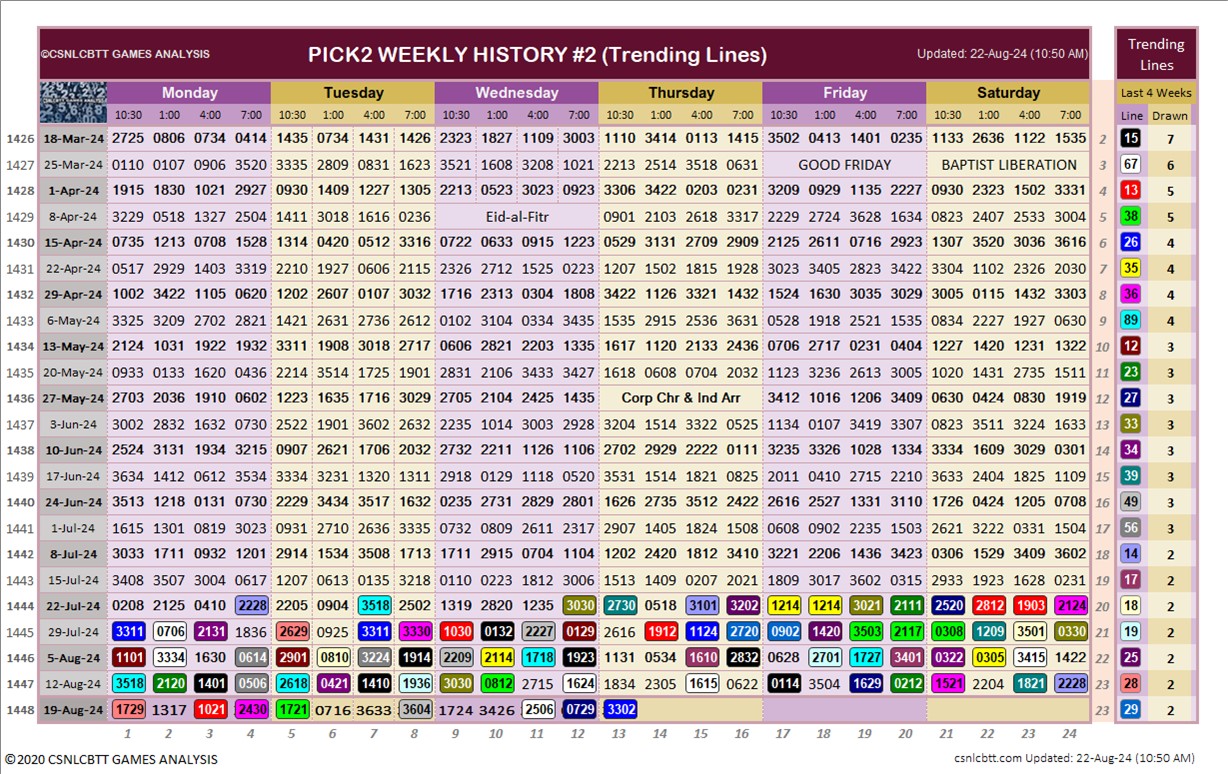 ©CSNLCBTT GAMES ANALYSIS PICK2 WEEKLY HISTORY #2 (Trending Lines) Updated: 22-Aug-24 (10:50 AM) Trending Lines
Monday Tuesday Wednesday Thursday Friday Saturday Last 4 Weeks
10:30 1:00 4:00 7:00 10:30 1:00 4:00 7:00 10:30 1:00 4:00 7:00 10:30 1:00 4:00 7:00 10:30 1:00 4:00 7:00 10:30 1:00 4:00 7:00 Line Drawn
1426 18-Mar-24 2725 0806 0734 0414 1435 0734 1431 1426 2323 1827 1109 3003 1110 3414 0113 1415 3502 0413 1401 0235 1133 2636 1122 1535 2 15 7
1427 25-Mar-24 0110 0107 0906 3520 3335 2809 0831 1623 3521 1608 3208 1021 2213 2514 3518 0631 GOOD FRIDAY BAPTIST LIBERATION 3 67 6
1428 1-Apr-24 1915 1830 1021 2927 0930 1409 1227 1305 2213 0523 3023 0923 3306 3422 0203 0231 3209 0929 1135 2227 0930 2323 1502 3331 4 13 5
1429 8-Apr-24 3229 0518 1327 2504 1411 3018 1616 0236 Eid-al-Fitr 0901 2103 2618 3317 2229 2724 3628 1634 0823 2407 2533 3004 5 38 5
1430 15-Apr-24 0735 1213 0708 1528 1314 0420 0512 3316 0722 0633 0915 1223 0529 3131 2709 2909 2125 2611 0716 2923 1307 3520 3036 3616 6 26 4
1431 22-Apr-24 0517 2929 1403 3319 2210 1927 0606 2115 2326 2712 1525 0223 1207 1502 1815 1928 3023 3405 2823 3422 3304 1102 2326 2030 7 35 4
1432 29-Apr-24 1002 3422 1105 0620 1202 2607 0107 3033 1716 2313 0304 1808 3422 1126 3321 1432 1524 1630 3335 3029 3005 0115 1432 3303 8 36 4
1433 6-May-24 3325 3209 2702 2821 1421 2631 2736 2612 0102 3104 0334 3435 1535 2915 2536 3631 0528 1918 2521 1535 0834 2227 1927 0630 9 89 4
1434 13-May-24 2124 1031 1922 1932 3311 1908 3018 2717 0606 2821 2203 1335 1617 1120 2133 2436 0706 2717 0231 0404 1227 1420 1231 1322 10 12 3
1435 20-May-24 0933 0133 1620 0436 2214 3514 1725 1901 2831 2106 3433 3427 1618 0608 0704 2032 1123 3236 2613 3005 1020 1431 2735 1511 11 23 3
1436 27-May-24 2703 2036 1910 0602 1223 1635 1716 3029 2705 2104 2425 1435 Corp Chr & Ind Arr 3412 1016 1206 3409 0630 0424 0830 1919 12 27 3
1437 3-Jun-24 3002 2832 1632 0730 2522 1901 3602 2632 2235 1014 3003 2928 3204 1514 3322 0525 1134 0107 3419 3307 0823 3511 3224 1633 13 33 3
1438 10-Jun-24 2524 3131 1934 3215 0907 2621 1706 2033 2732 2211 1126 1106 2702 2929 2222 0111 3235 3326 1028 1334 3334 1609 3029 0301 14 34 3
1439 17-Jun-24 3634 1412 0612 3534 3334 3231 1320 1313 2918 0129 1118 0520 3531 1514 1821 0825 2011 0410 2715 2210 3633 2404 1825 1109 15 39 3
1440 24-Jun-24 3513 1218 0131 0730 2229 3434 3517 1632 0235 2731 2829 2801 1626 2735 3512 2422 2616 2527 1331 3110 1726 0424 1205 0708 16 49 3
1441 1-Jul-24 1615 1301 0819 3023 0931 2710 2636 3335 0732 0809 2611 2317 2907 1405 1824 1508 0608 0902 2235 1503 2621 3222 0331 1504 17 56 3
1442 8-Jul-24 3033 1711 0932 1201 2914 1534 3508 1713 1711 2915 0704 1104 1202 2420 1812 3410 3221 2206 1436 3423 0306 1529 3409 3602 18 14 2
1443 15-Jul-24 3408 3507 3004 0617 1207 0613 0135 3218 0110 0223 1812 3006 1513 1409 0207 2021 1809 3017 3602 0315 2933 1923 1628 0231 19 17 2
1444 22-Jul-24 0208 2125 0410 2228 2205 0904 3518 2502 1319 2820 1235 3030 2730 0518 3101 3202 1214 1214 3021 2111 2520 2812 1903 2124 20 18 2
1445 29-Jul-24 3311 0706 2131 1836 2629 0925 3311 3330 1030 0132 2227 0129 2616 1912 1124 2720 0902 1420 3503 2117 0308 1209 3501 0330 21 19 2
1446 5-Aug-24 1101 3334 1630 0614 2901 0810 3224 1914 2209 2114 1718 1923 1131 0534 1610 2832 0628 2701 1727 3401 0322 0305 3415 1422 22 25 2
1447 12-Aug-24 3518 2120 1401 0506 2618 0421 1410 1936 3030 0812 2715 1624 1834 2305 1615 0622 0114 3504 1629 0212 1521 2204 1821 2228 23 28 2
1448 19-Aug-24 1729 1317 1021 2430 1721 0716 3633 3604 1724 3426 2506 0729 3302 23 29 2
1 2 3 4 5 6 7 8 9 10 11 12 13 14 15 16 17 18 19 20 21 22 23 24
©2020 CSNLCBTT GAMES ANALYSIS csnlcbtt.com Updated: 22-Aug-24 (10:50 AM)